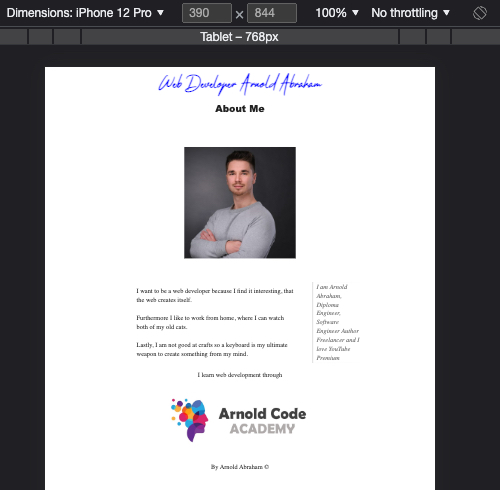 Dimensions: iPhone 12 Pro ▼ 390 × 844 100% ▼ No throttling ▼
Tablet – 768px
Web Developer Arnold Abraham
About Me
I want to be a web developer because I find it interesting, that
the web creates itself.
Furthermore I like to work from home, where I can watch
both of my old cats.
Lastly, I am not good at crafts so a keyboard is my ultimate
weapon to create something from my mind.
I am Arnold
Abraham,
Diploma
Engineer,
Software
Engineer Author
Freelancer and I
love YouTube
Premium
I learn web development through
Arnold Code
ACADEMY
By Arnold Abraham ©